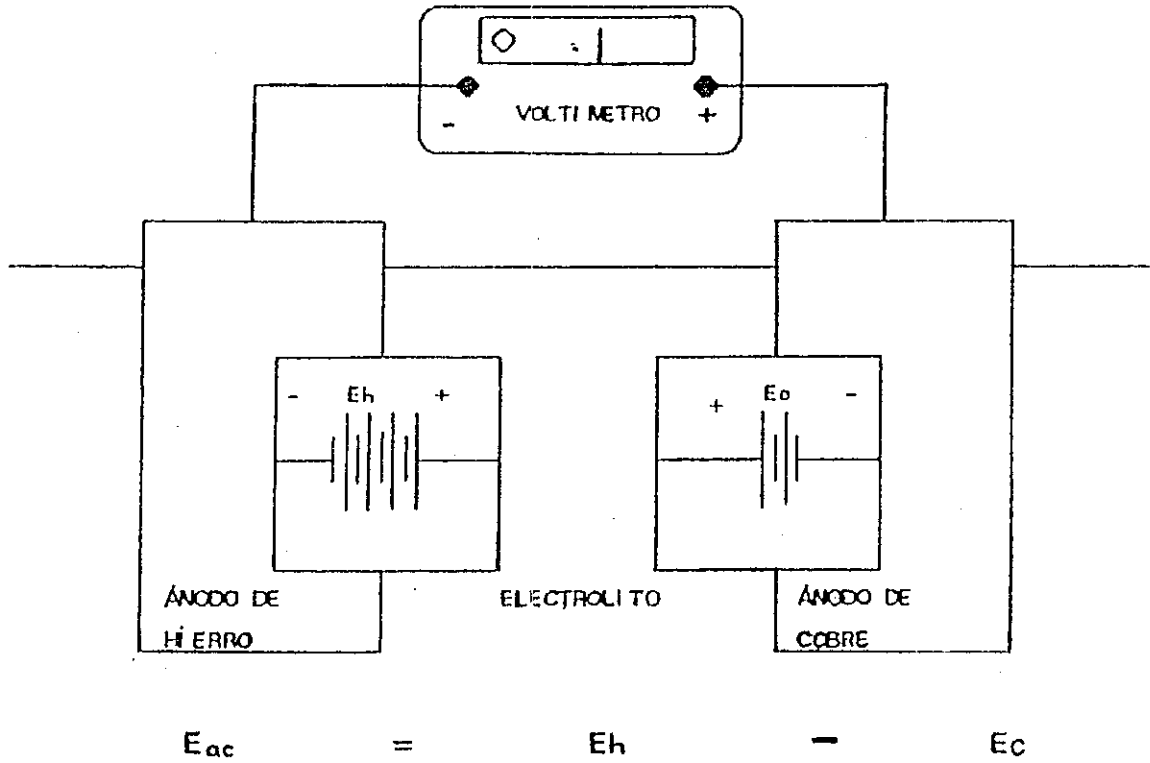 - VOLTIMETRO +
- Eh +
+ Eo -
ÁNODO DE
HIERRO
ELECTROLITO
ÁNODO DE
COBRE
Eac = Eh - Ec